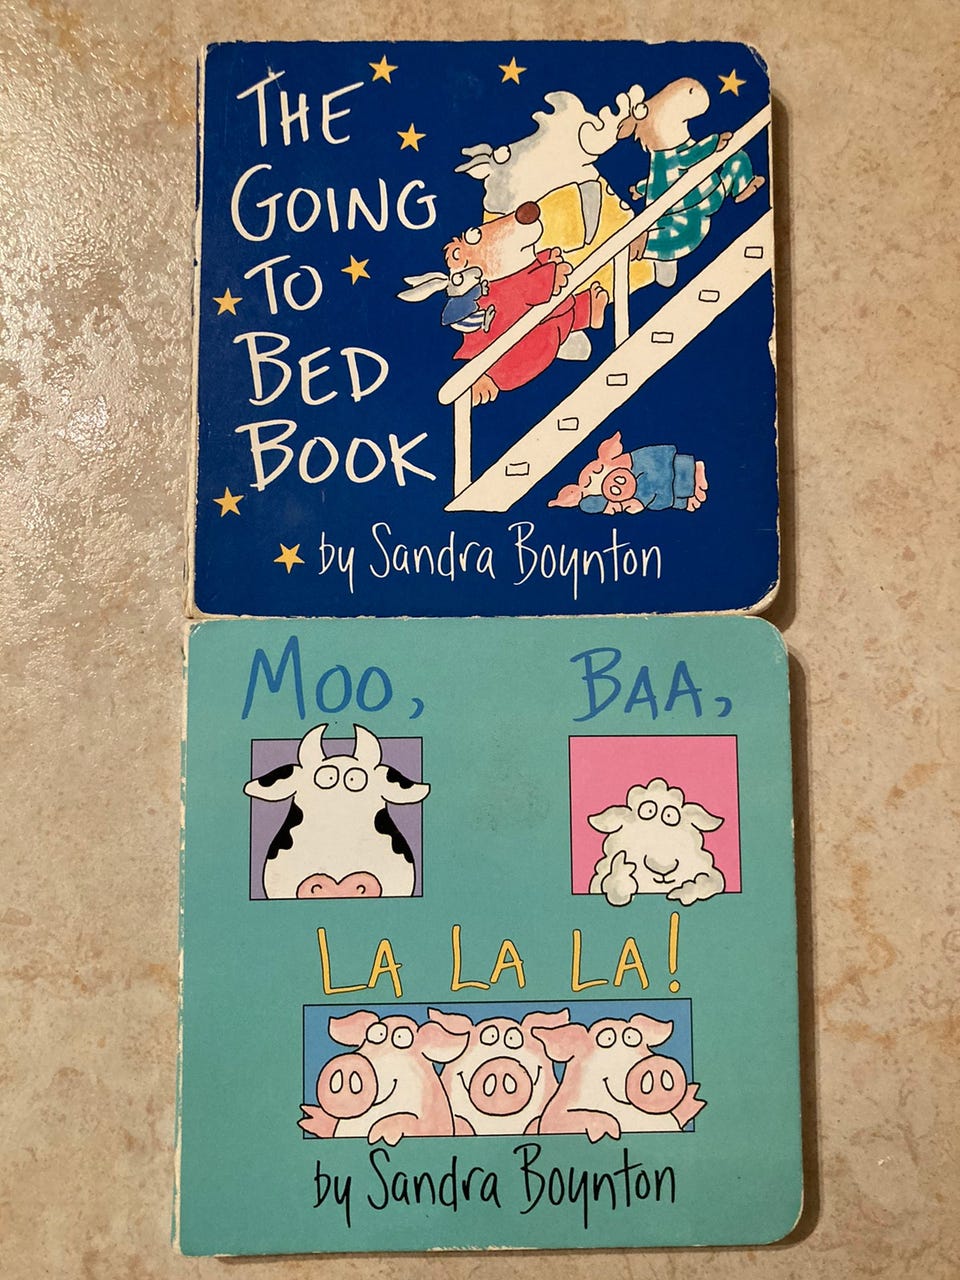 THE
GOING
TO
BED
BOOK
by Sandra Boynton
MOO, BAA,
LA LA LA!
by Sandra Boynton